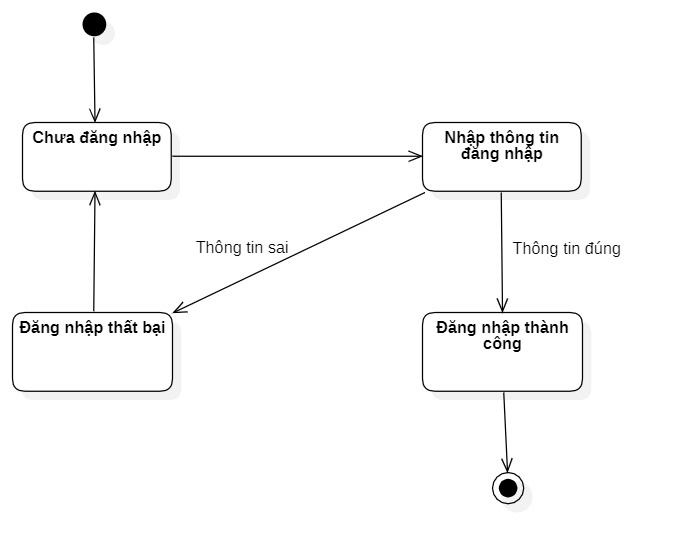 Chưa đăng nhập
Nhập thông tin
đăng nhập
Thông tin sai
Thông tin đúng
Đăng nhập thất bại
Đăng nhập thành
công